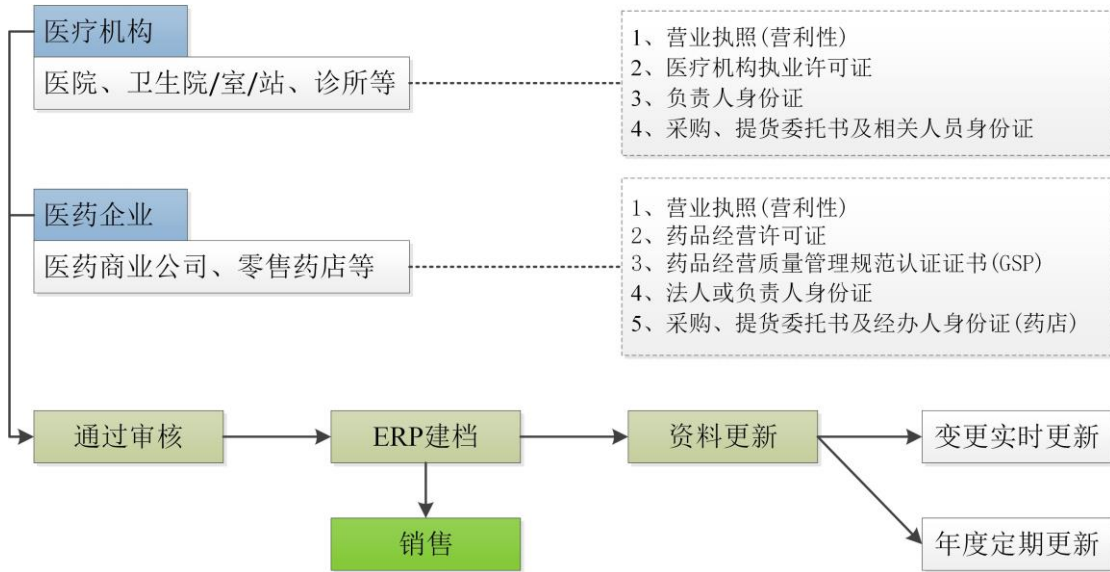 医疗机构
医院、卫生院/室/站、诊所等
1、营业执照(营利性)
2、医疗机构执业许可证
3、负责人身份证
4、采购、提货委托书及相关人员身份证
医药企业
医药商业公司、零售药店等
1、营业执照(营利性)
2、药品经营许可证
3、药品经营质量管理规范认证证书(GSP)
4、法人或负责人身份证
5、采购、提货委托书及经办人身份证(药店)
通过审核
ERP建档
资料更新
变更实时更新
销售
年度定期更新